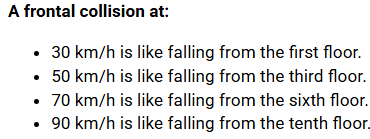 A frontal collision at:
• 30 km/h is like falling from the first floor.
• 50 km/h is like falling from the third floor.
• 70 km/h is like falling from the sixth floor.
• 90 km/h is like falling from the tenth floor.